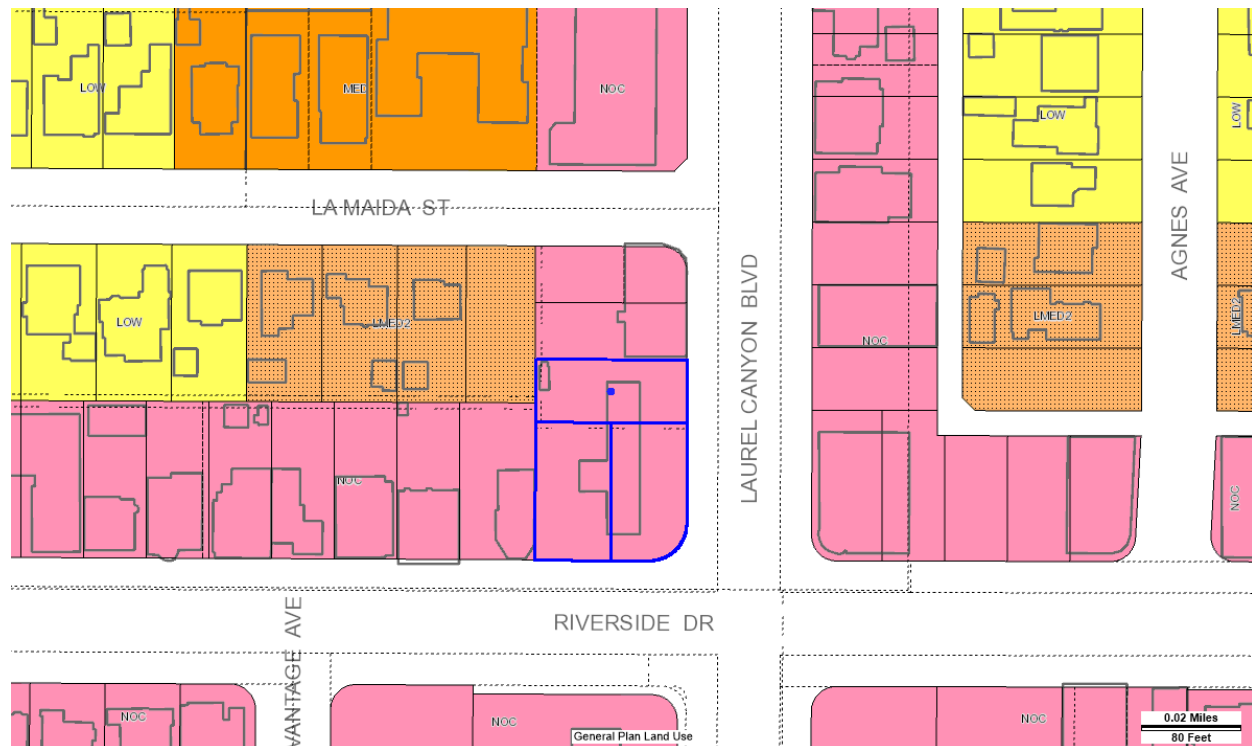 LOW
MED
NOC
LOW
LOW
LA MAIDA ST
AGNES AVE
LOW
LMED2
LAUREL CANYON BLVD
NOC
LMED2
LMED2
NOC
NOC
RIVERSIDE DR
VANTAGE AVE
NOC
NOC
General Plan Land Use
NOC
0.02 Miles
80 Feet